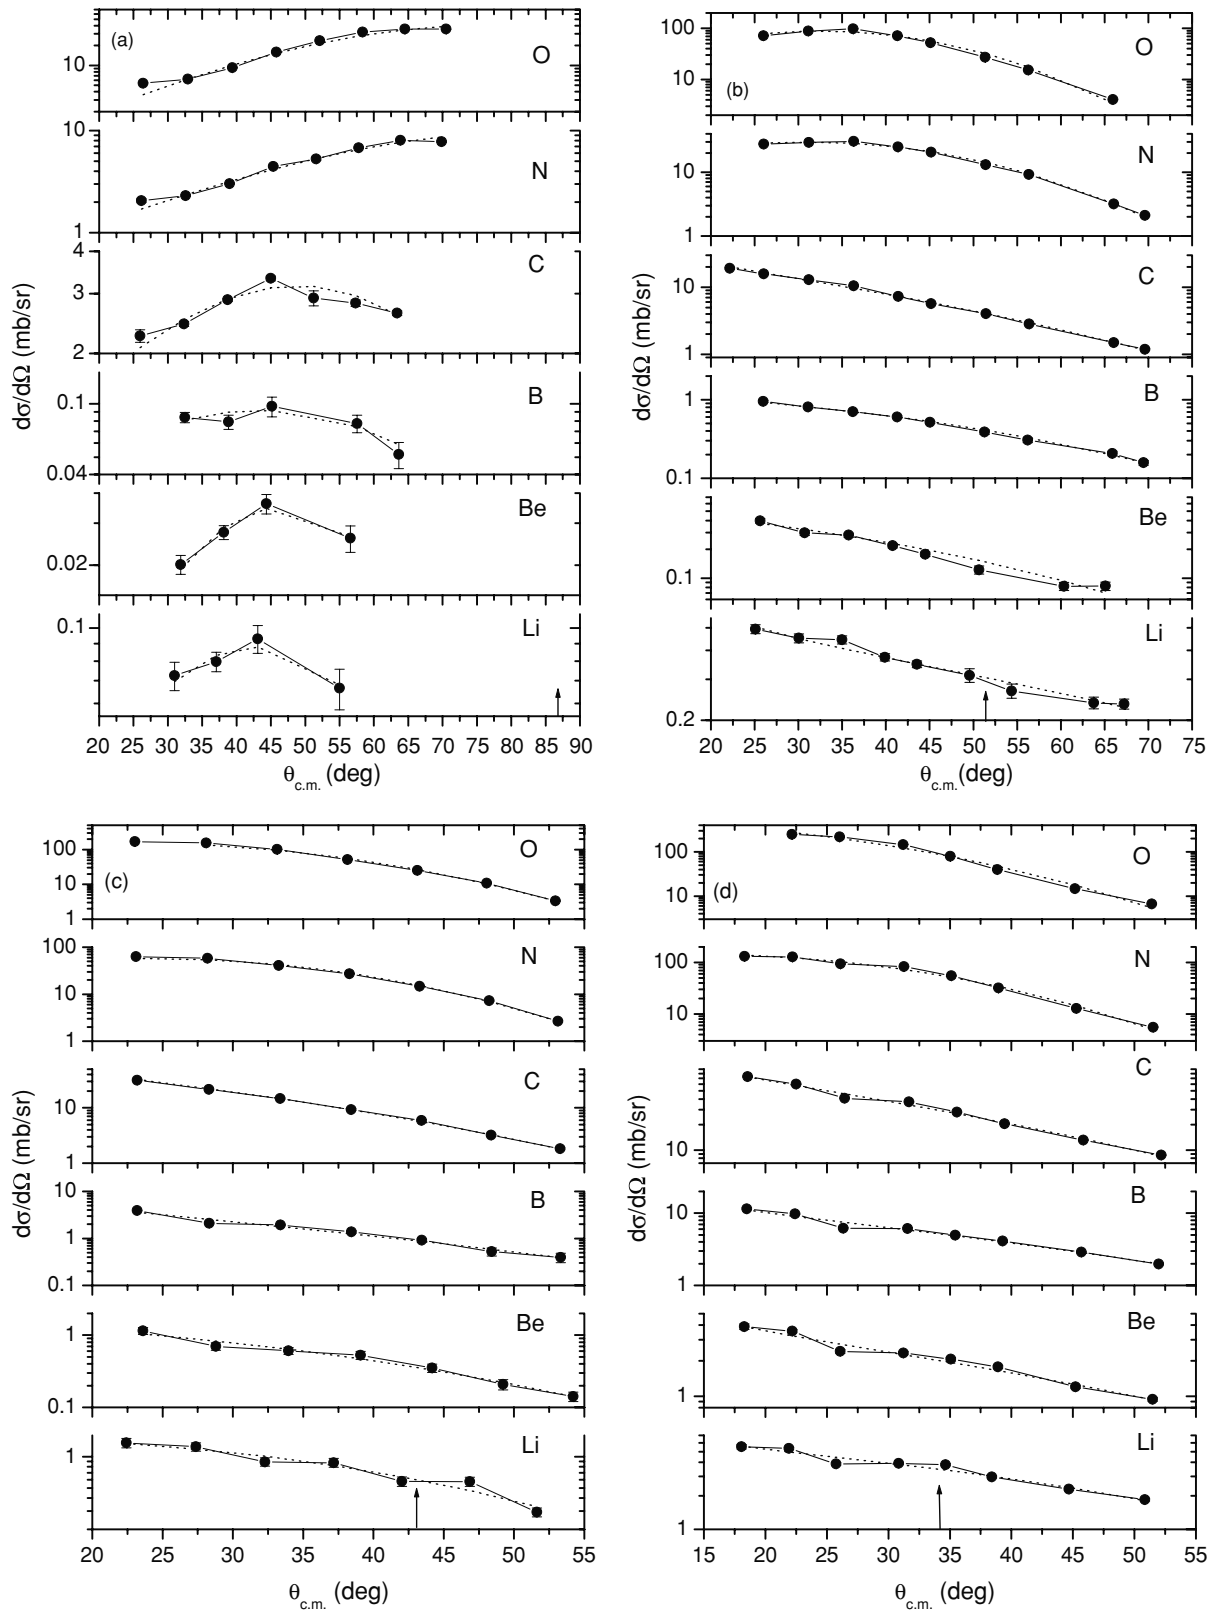 (a)
O
10
10
N
1
4
C
3
2
0.1
B
0.04
Be
0.02
0.1
Li
20 25 30 35 40 45 50 55 60 65 70 75 80 85 90
θc.m. (deg)
dσ/dΩ (mb/sr)
100
O
10
(b)
N
10
1
C
10
1
B
1
0.1
Be
0.1
Li
0.2
20 25 30 35 40 45 50 55 60 65 70 75
θc.m. (deg)
dσ/dΩ (mb/sr)
100
O
10
(c)
1
100
N
10
1
C
10
1
10
B
1
0.1
Be
1
0.1
Li
1
20 25 30 35 40 45 50 55
θc.m. (deg)
dσ/dΩ (mb/sr)
100
O
(d)
10
N
100
10
C
10
B
10
1
Be
1
Li
1
15 20 25 30 35 40 45 50 55
θc.m. (deg)
dσ/dΩ (mb/sr)